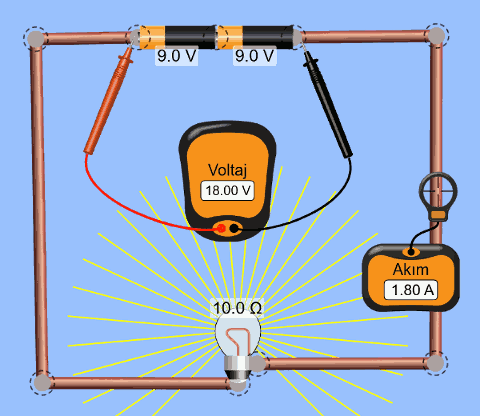 9.0 V 9.0 V
Voltaj
18.00 V
Akım
1.80 A
10.0 Ω